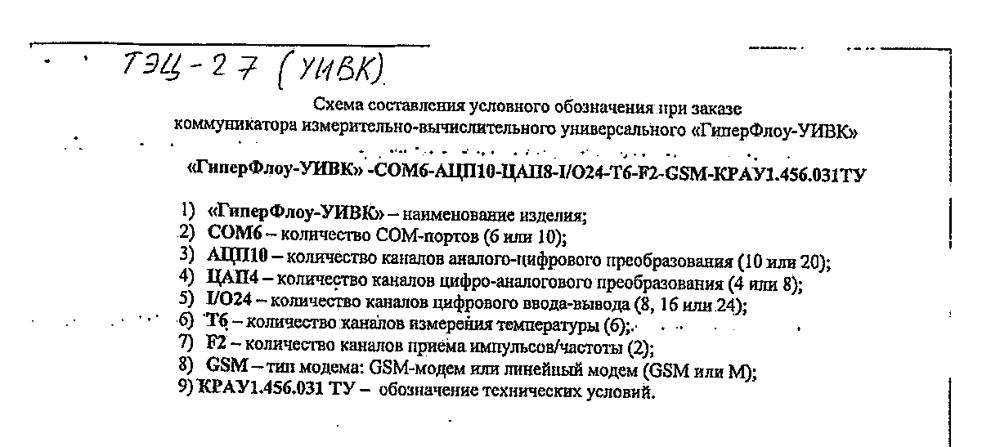 ТЭЦ-27 (УИВК)
Схема составления условного обозначения при заказе
коммуникатора измерительно-вычислительного универсального «ГиперФлоу-УИВК»
«ГиперФлоу-УИВК» -СОМ6-АЦП10-ЦАП8-I/O24-Т6-F2-GSM-КРАУ1.456.031ТУ
1) «ГиперФлоу-УИВК» – наименование изделия;
2) СОМ6 – количество СОМ-портов (6 или 10);
3) АЦП10 – количество каналов аналого-цифрового преобразования (10 или 20);
4) ЦАП4 – количество каналов цифро-аналогового преобразования (4 или 8);
5) I/O24 – количество каналов цифрового ввода-вывода (8, 16 или 24);
6) Т6 – количество каналов измерения температуры (6);
7) F2 – количество каналов приема импульсов/частоты (2);
8) GSM – тип модема: GSM-модем или линейный модем (GSM или М);
9) КРАУ1.456.031 ТУ – обозначение технических условий.